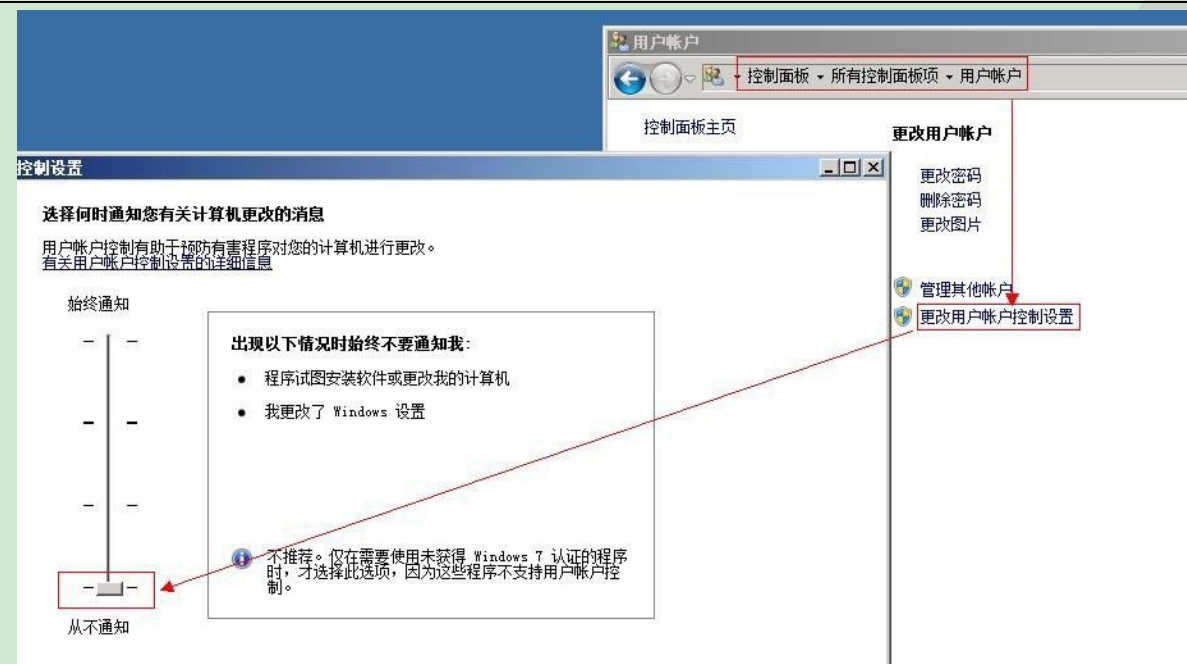 用户帐户
控制面板 所有控制面板项 用户帐户
控制面板主页
更改用户帐户
更改密码
删除密码
更改图片
管理其他帐户
更改用户帐户控制设置
控制设置
选择何时通知您有关计算机更改的消息
用户帐户控制有助于预防有害程序对您的计算机进行更改。
有关用户帐户控制设置的详细信息
始终通知
出现以下情况时始终不要通知我:
程序试图安装软件或更改我的计算机
我更改了 Windows 设置
不推荐。仅在需要使用未获得 Windows 7 认证的程序
时，才选择此选项，因为这些程序不支持用户帐户控
制。
从不通知